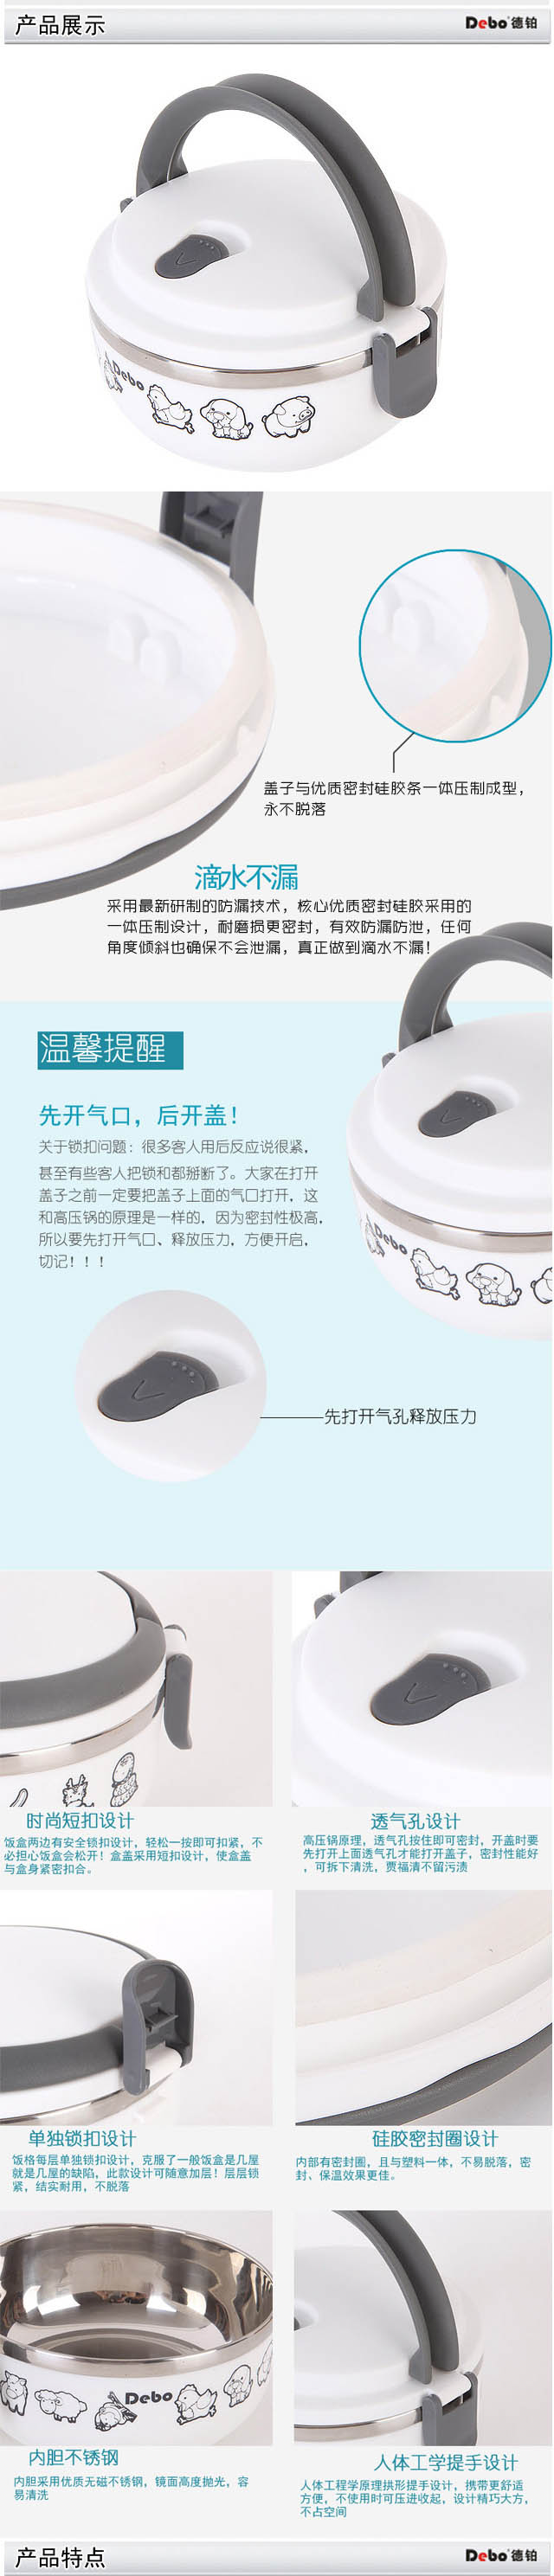 产品展示
Debo 德铂
Debo
盖子与优质密封硅胶条一体压制成型，
永不脱落
滴水不漏
采用最新研制的防漏技术，核心优质密封硅胶采用的
一体压制设计，耐磨损更密封，有效防漏防泄，任何
角度倾斜也确保不会泄漏，真正做到滴水不漏！
温馨提醒
先开气口，后开盖！
关于锁扣问题：很多客人用后反应说很紧，
甚至有些客人把锁和都掰断了。大家在打开
盖子之前一定要把盖子上面的气口打开，这
和高压锅的原理是一样的，因为密封性极高，
所以要先打开气口、释放压力，方便开启，
切记！！！
Debo
先打开气孔释放压力
时尚短扣设计
饭盒两边有安全锁扣设计，轻松一按即可扣紧，不
必担心饭盒会松开！盒盖采用短扣设计，使盒盖
与盒身紧密扣合。
透气孔设计
高压锅原理，透气孔按住即可密封，开盖时要
先打开上面透气孔才能打开盖子，密封性能好
，可拆下清洗，贾福清不留污渍
单独锁扣设计
饭格每层单独锁扣设计，克服了一般饭盒是几屋
就是几屋的缺陷，此款设计可随意加层！层层锁
紧，结实耐用，不脱落
硅胶密封圈设计
内部有密封圈，且与塑料一体，不易脱落，密
封、保温效果更佳。
Debo
内胆不锈钢
内胆采用优质无磁不锈钢，镜面高度抛光，容
易清洗
人体工学提手设计
人体工程学原理拱形提手设计，携带更舒适
方便，不使用时可压进收起，设计精巧大方，
不占空间
产品特点
Debo 德铂